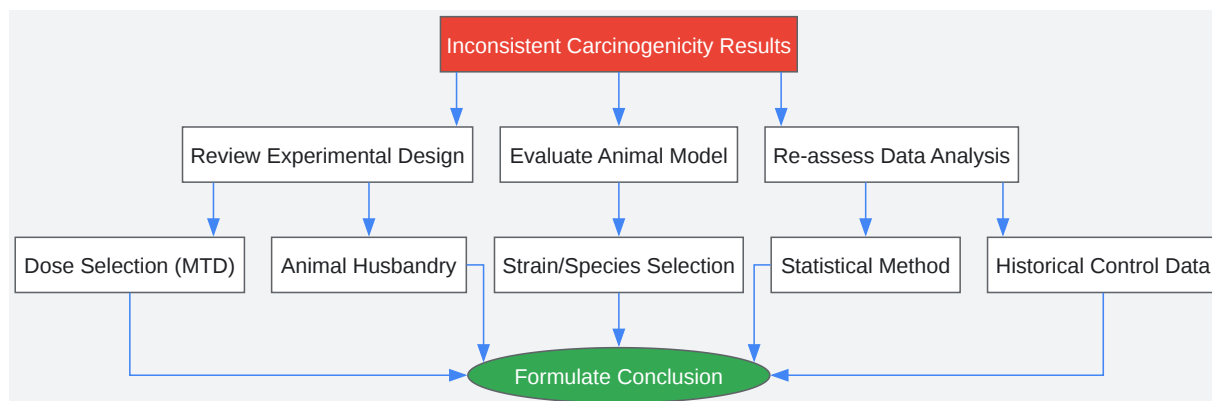 Inconsistent Carcinogenicity Results
Review Experimental Design
Evaluate Animal Model
Re-assess Data Analysis
Dose Selection (MTD)
Animal Husbandry
Strain/Species Selection
Statistical Method
Historical Control Data
Formulate Conclusion